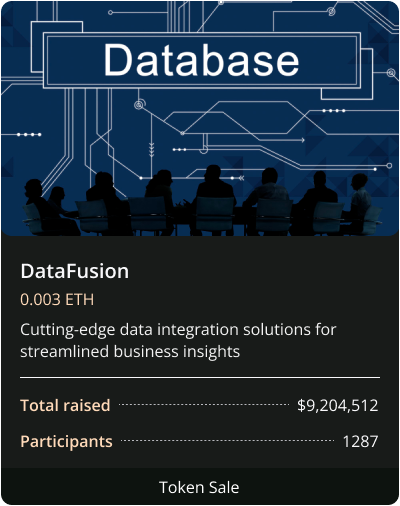 Database
DataFusion
0.003 ETH
Cutting-edge data integration solutions for
streamlined business insights
Total raised $9,204,512
Participants 1287
Token Sale